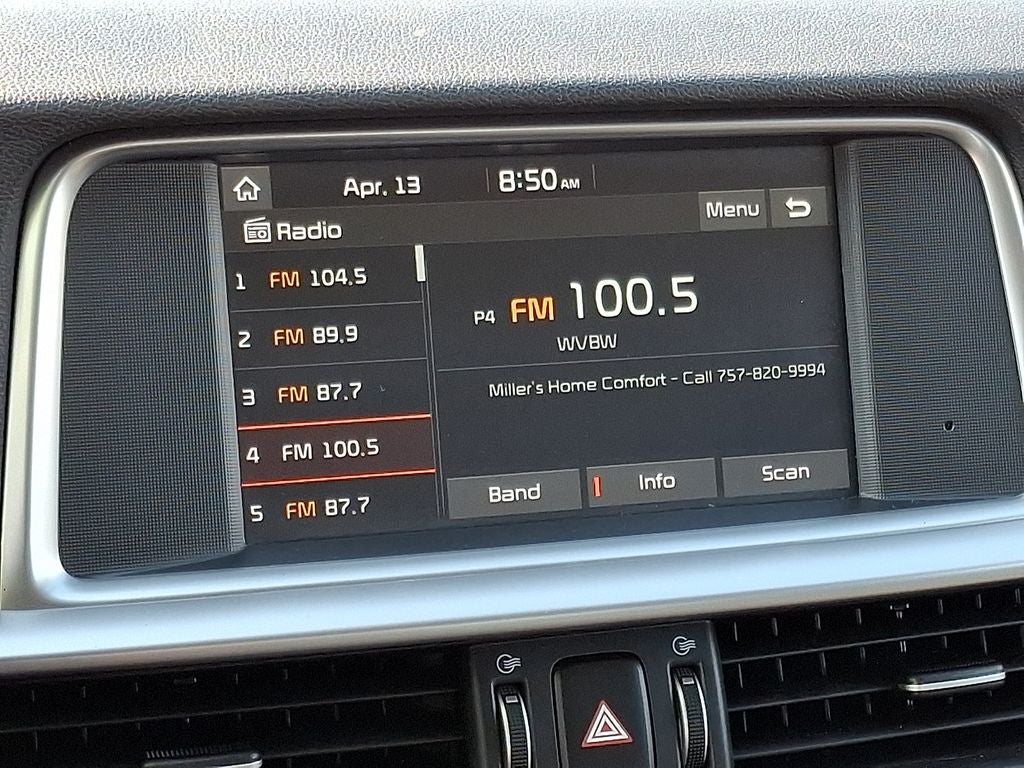 Apr. 13 8:50 AM
Radio Menu
1 FM 104.5
2 FM 89.9
3 FM 87.7
4 FM 100.5
5 FM 87.7
P4 FM 100.5
WVBW
Miller's Home Comfort - Call 757-820-9994
Band Info Scan